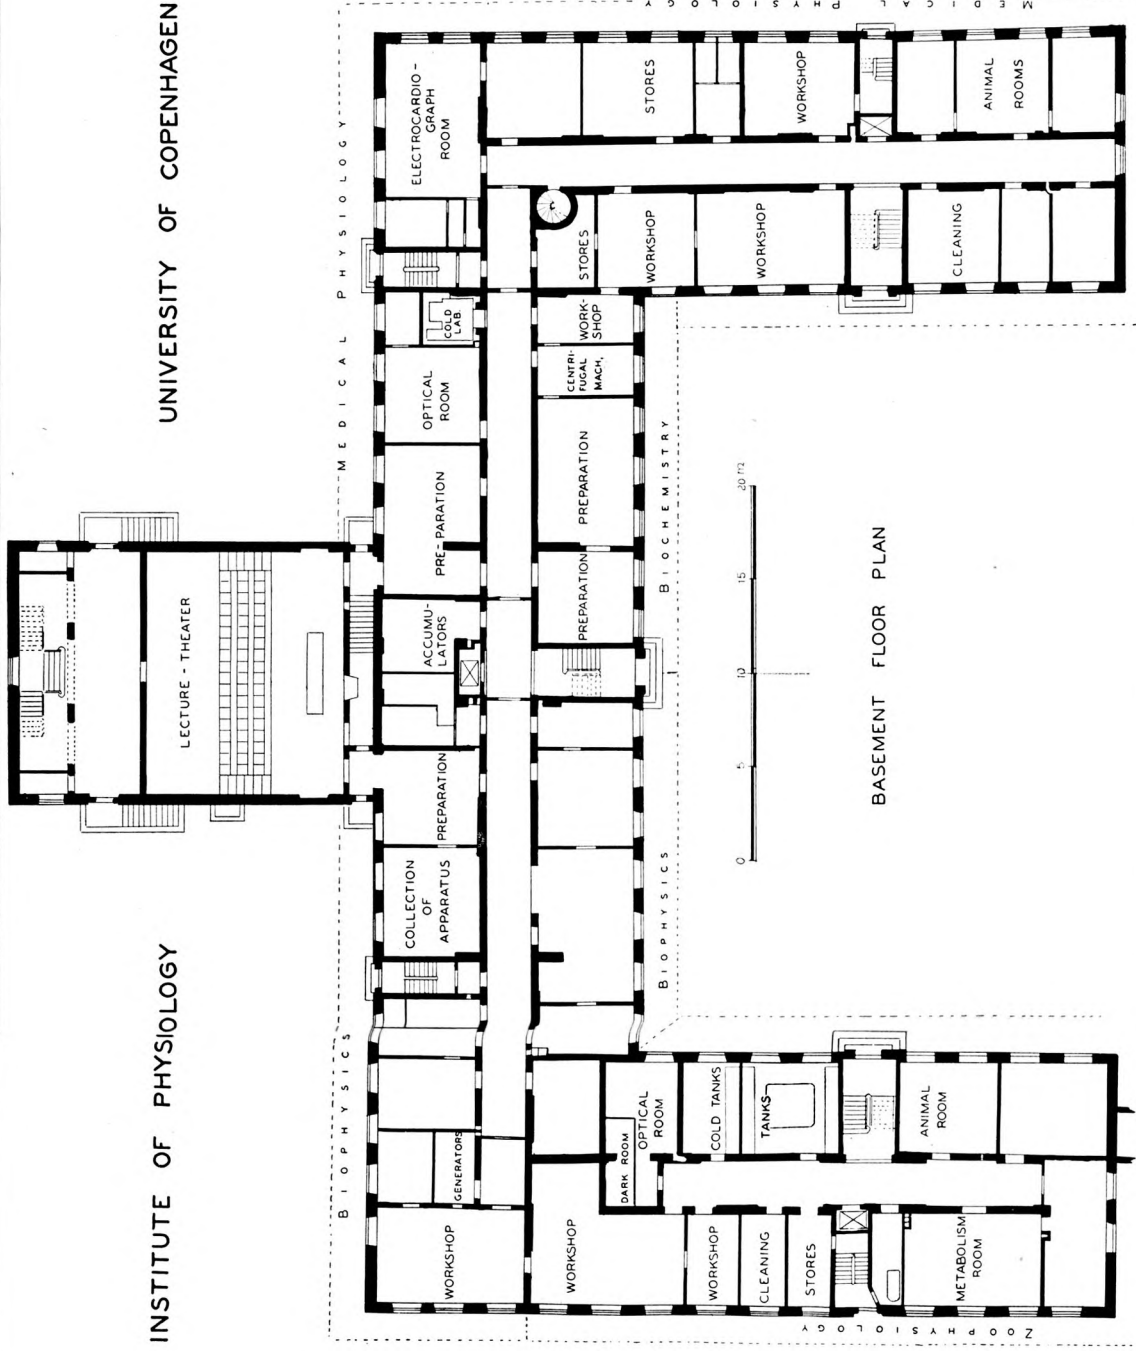 INSTITUTE OF PHYSIOLOGY
UNIVERSITY OF COPENHAGEN
LECTURE - THEATER
BIOPHYSICS
MEDICAL PHYSIOLOGY
WORKSHOP
GENERATORS
COLLECTION
OF
APPARATUS
PREPARATION
ACCUMU-
LATORS
PRE-PARATION
OPTICAL
ROOM
COLD
LAB.
ELECTROCARDIO-
GRAPH
ROOM
WORKSHOP
DARK ROOM
OPTICAL
ROOM
PREPARATION
PREPARATION
CENTRI-
FUGAL
MACH,
WORK-
SHOP
STORES
STORES
BIOPHYSICS
BIOCHEMISTRY
WORKSHOP
COLD TANKS
WORKSHOP
CLEANING
TANKS
WORKSHOP
WORKSHOP
STORES
0 5 10 15 20 m
ZOOPHYSIOLOGY
MEDICAL PHYSIOLOGY
BASEMENT FLOOR PLAN
METABOLISM
ROOM
ANIMAL
ROOM
CLEANING
ANIMAL
ROOMS